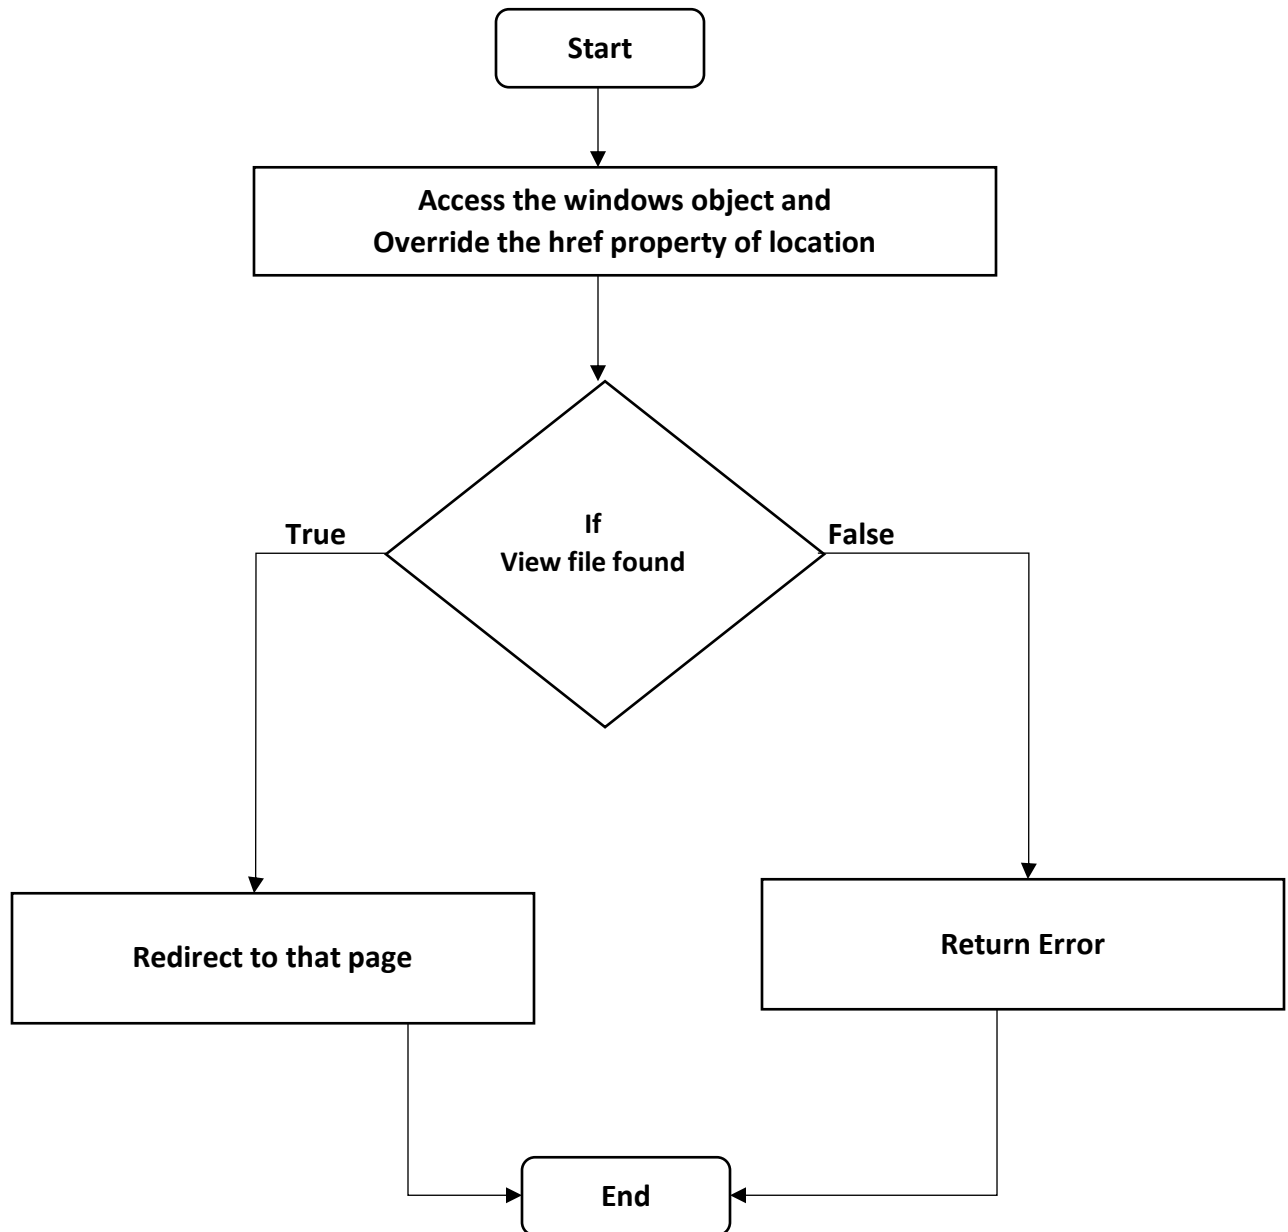 Start
Access the windows object and
Override the href property of location
If
View file found
True
False
Redirect to that page
Return Error
End